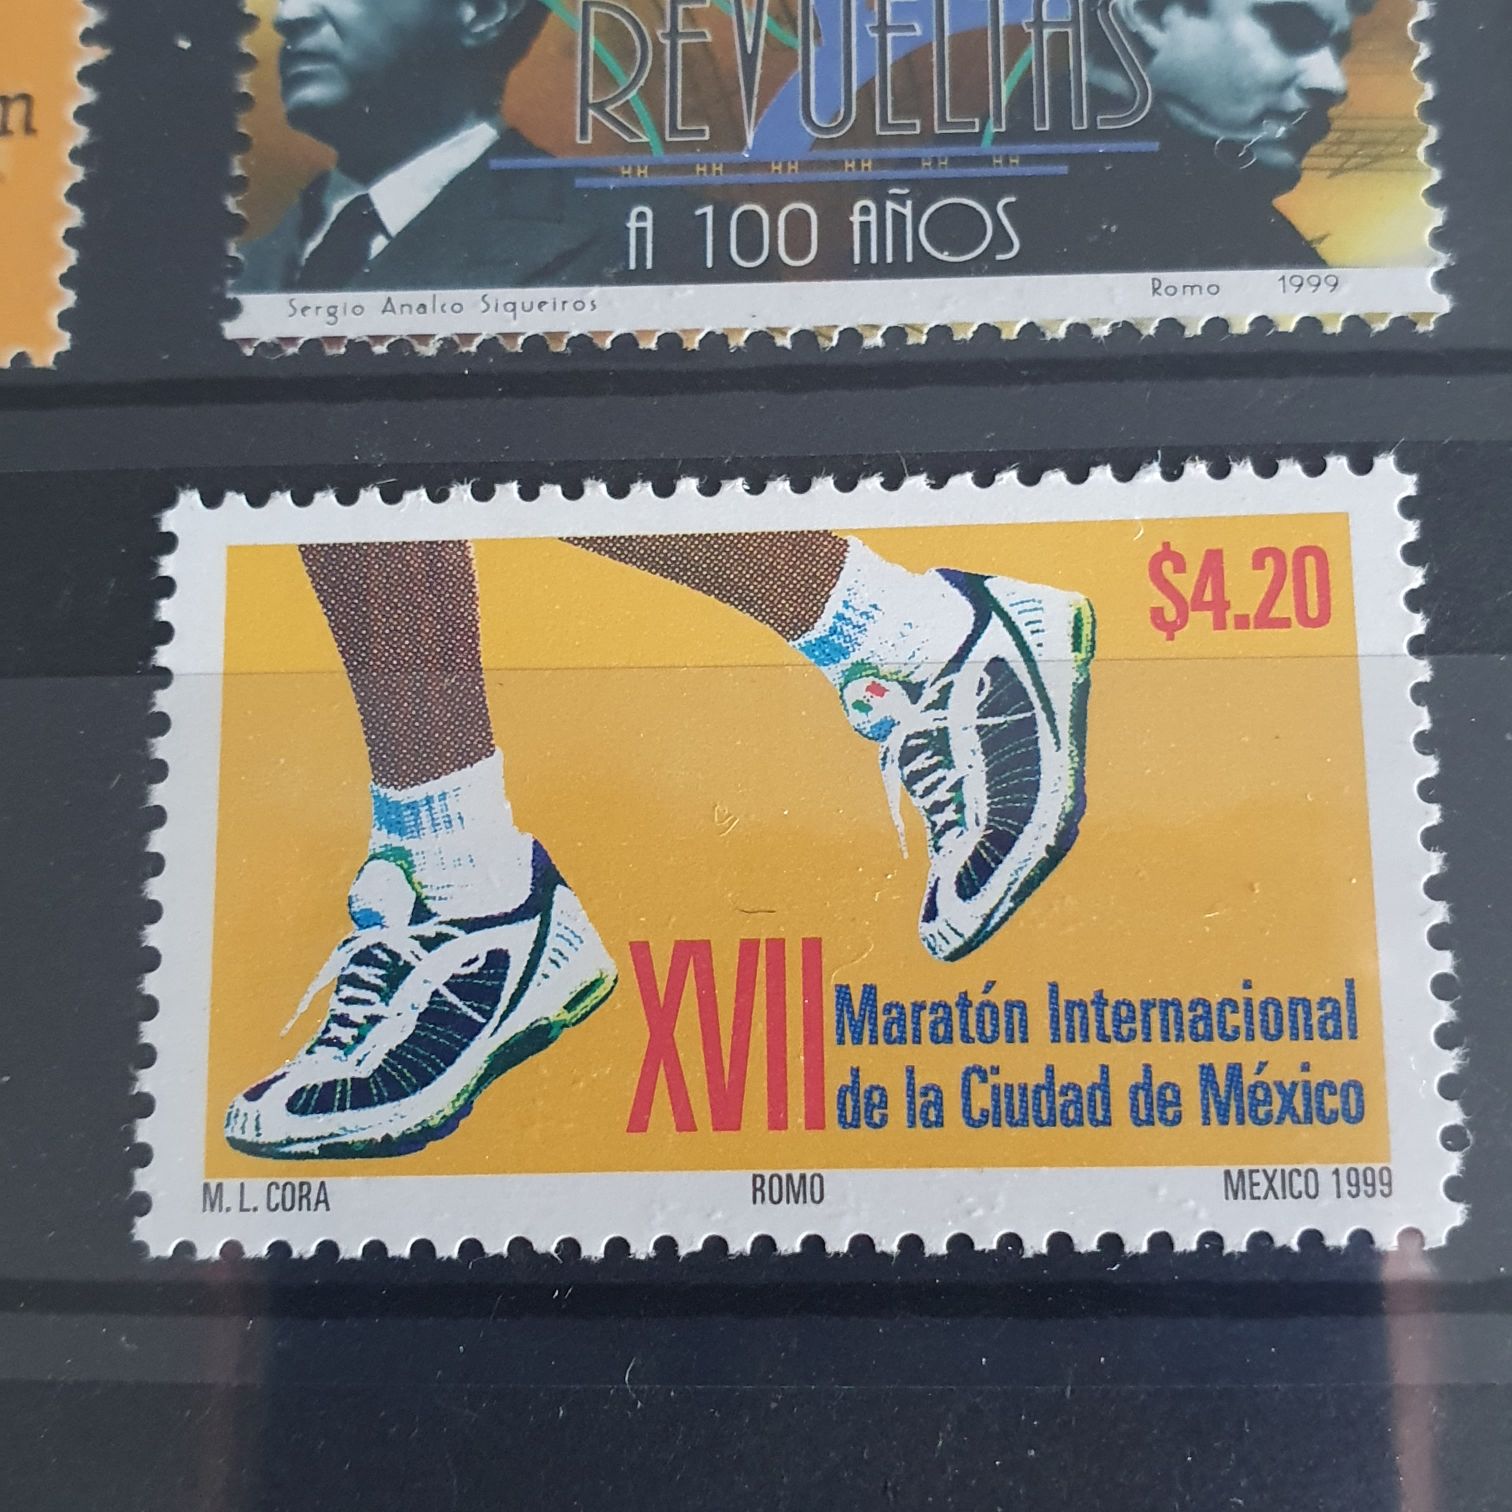 n
REVUELTAS
A 100 AÑOS
Sergio Analco Siqueiros Romo 1999
$4.20
XVII Maratón Internacional
de la Ciudad de México
M. L. CORA ROMO MEXICO 1999